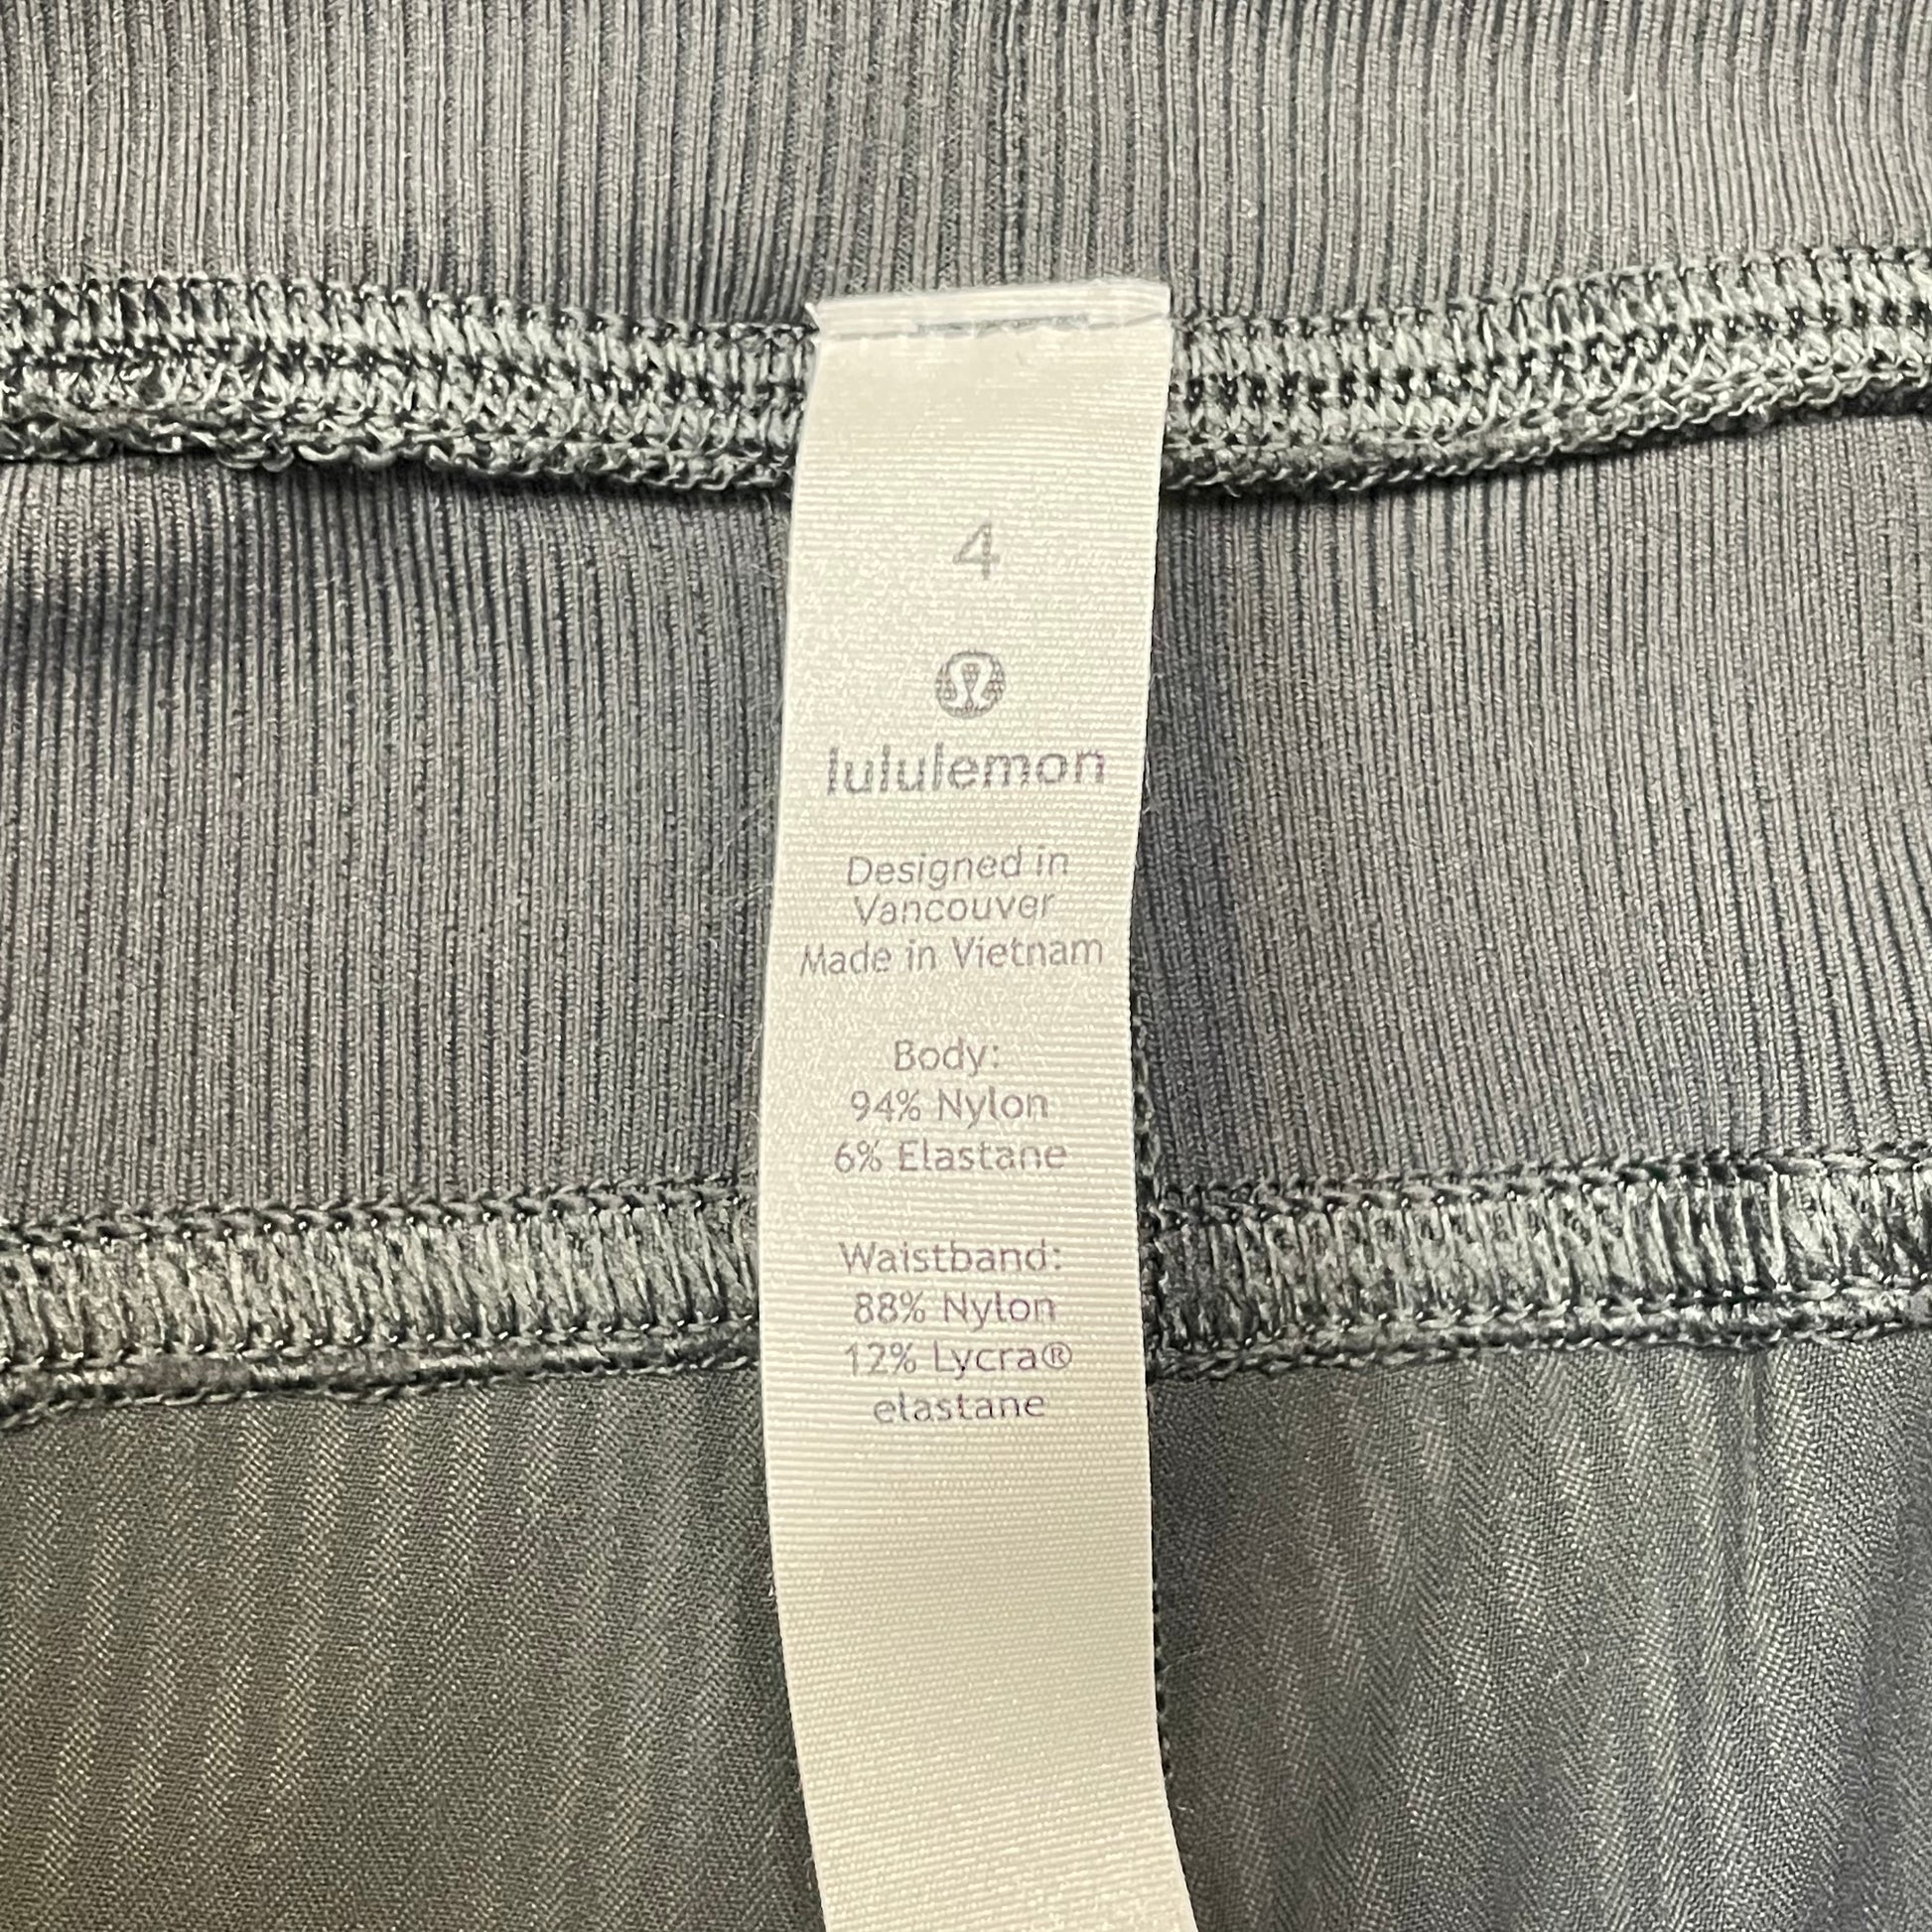 4
lululemon
Designed in
Vancouver
Made in Vietnam
Body:
94% Nylon
6% Elastane
Waistband:
88% Nylon
12% Lycra®
elastane